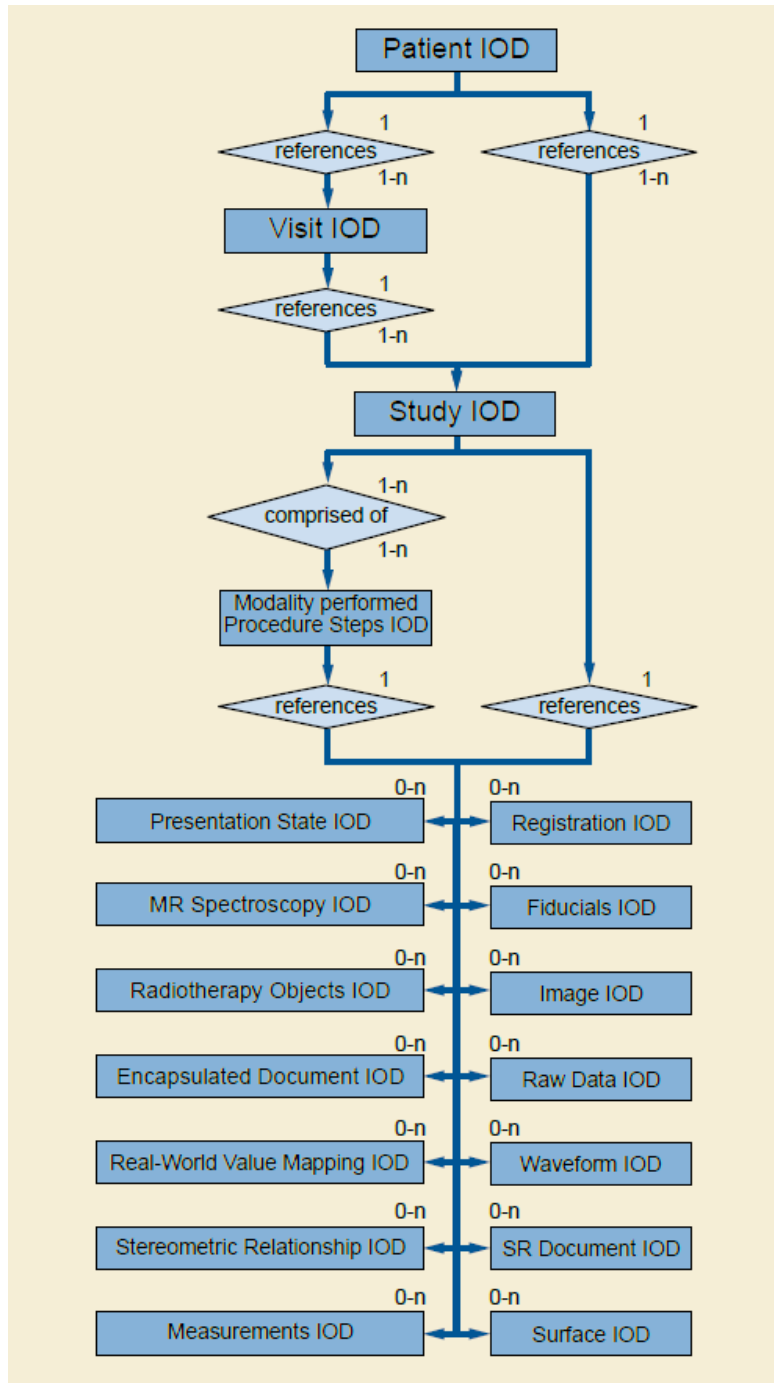 Patient IOD
1
1
references
references
1-n
1-n
Visit IOD
1
references
1-n
Study IOD
1-n
comprised of
1-n
Modality performed
Procedure Steps IOD
1
1
references
references
0-n
0-n
Presentation State IOD
Registration IOD
0-n
0-n
MR Spectroscopy IOD
Fiducials IOD
0-n
0-n
Radiotherapy Objects IOD
Image IOD
0-n
0-n
Encapsulated Document IOD
Raw Data IOD
0-n
0-n
Real-World Value Mapping IOD
Waveform IOD
0-n
0-n
Stereometric Relationship IOD
SR Document IOD
0-n
0-n
Measurements IOD
Surface IOD